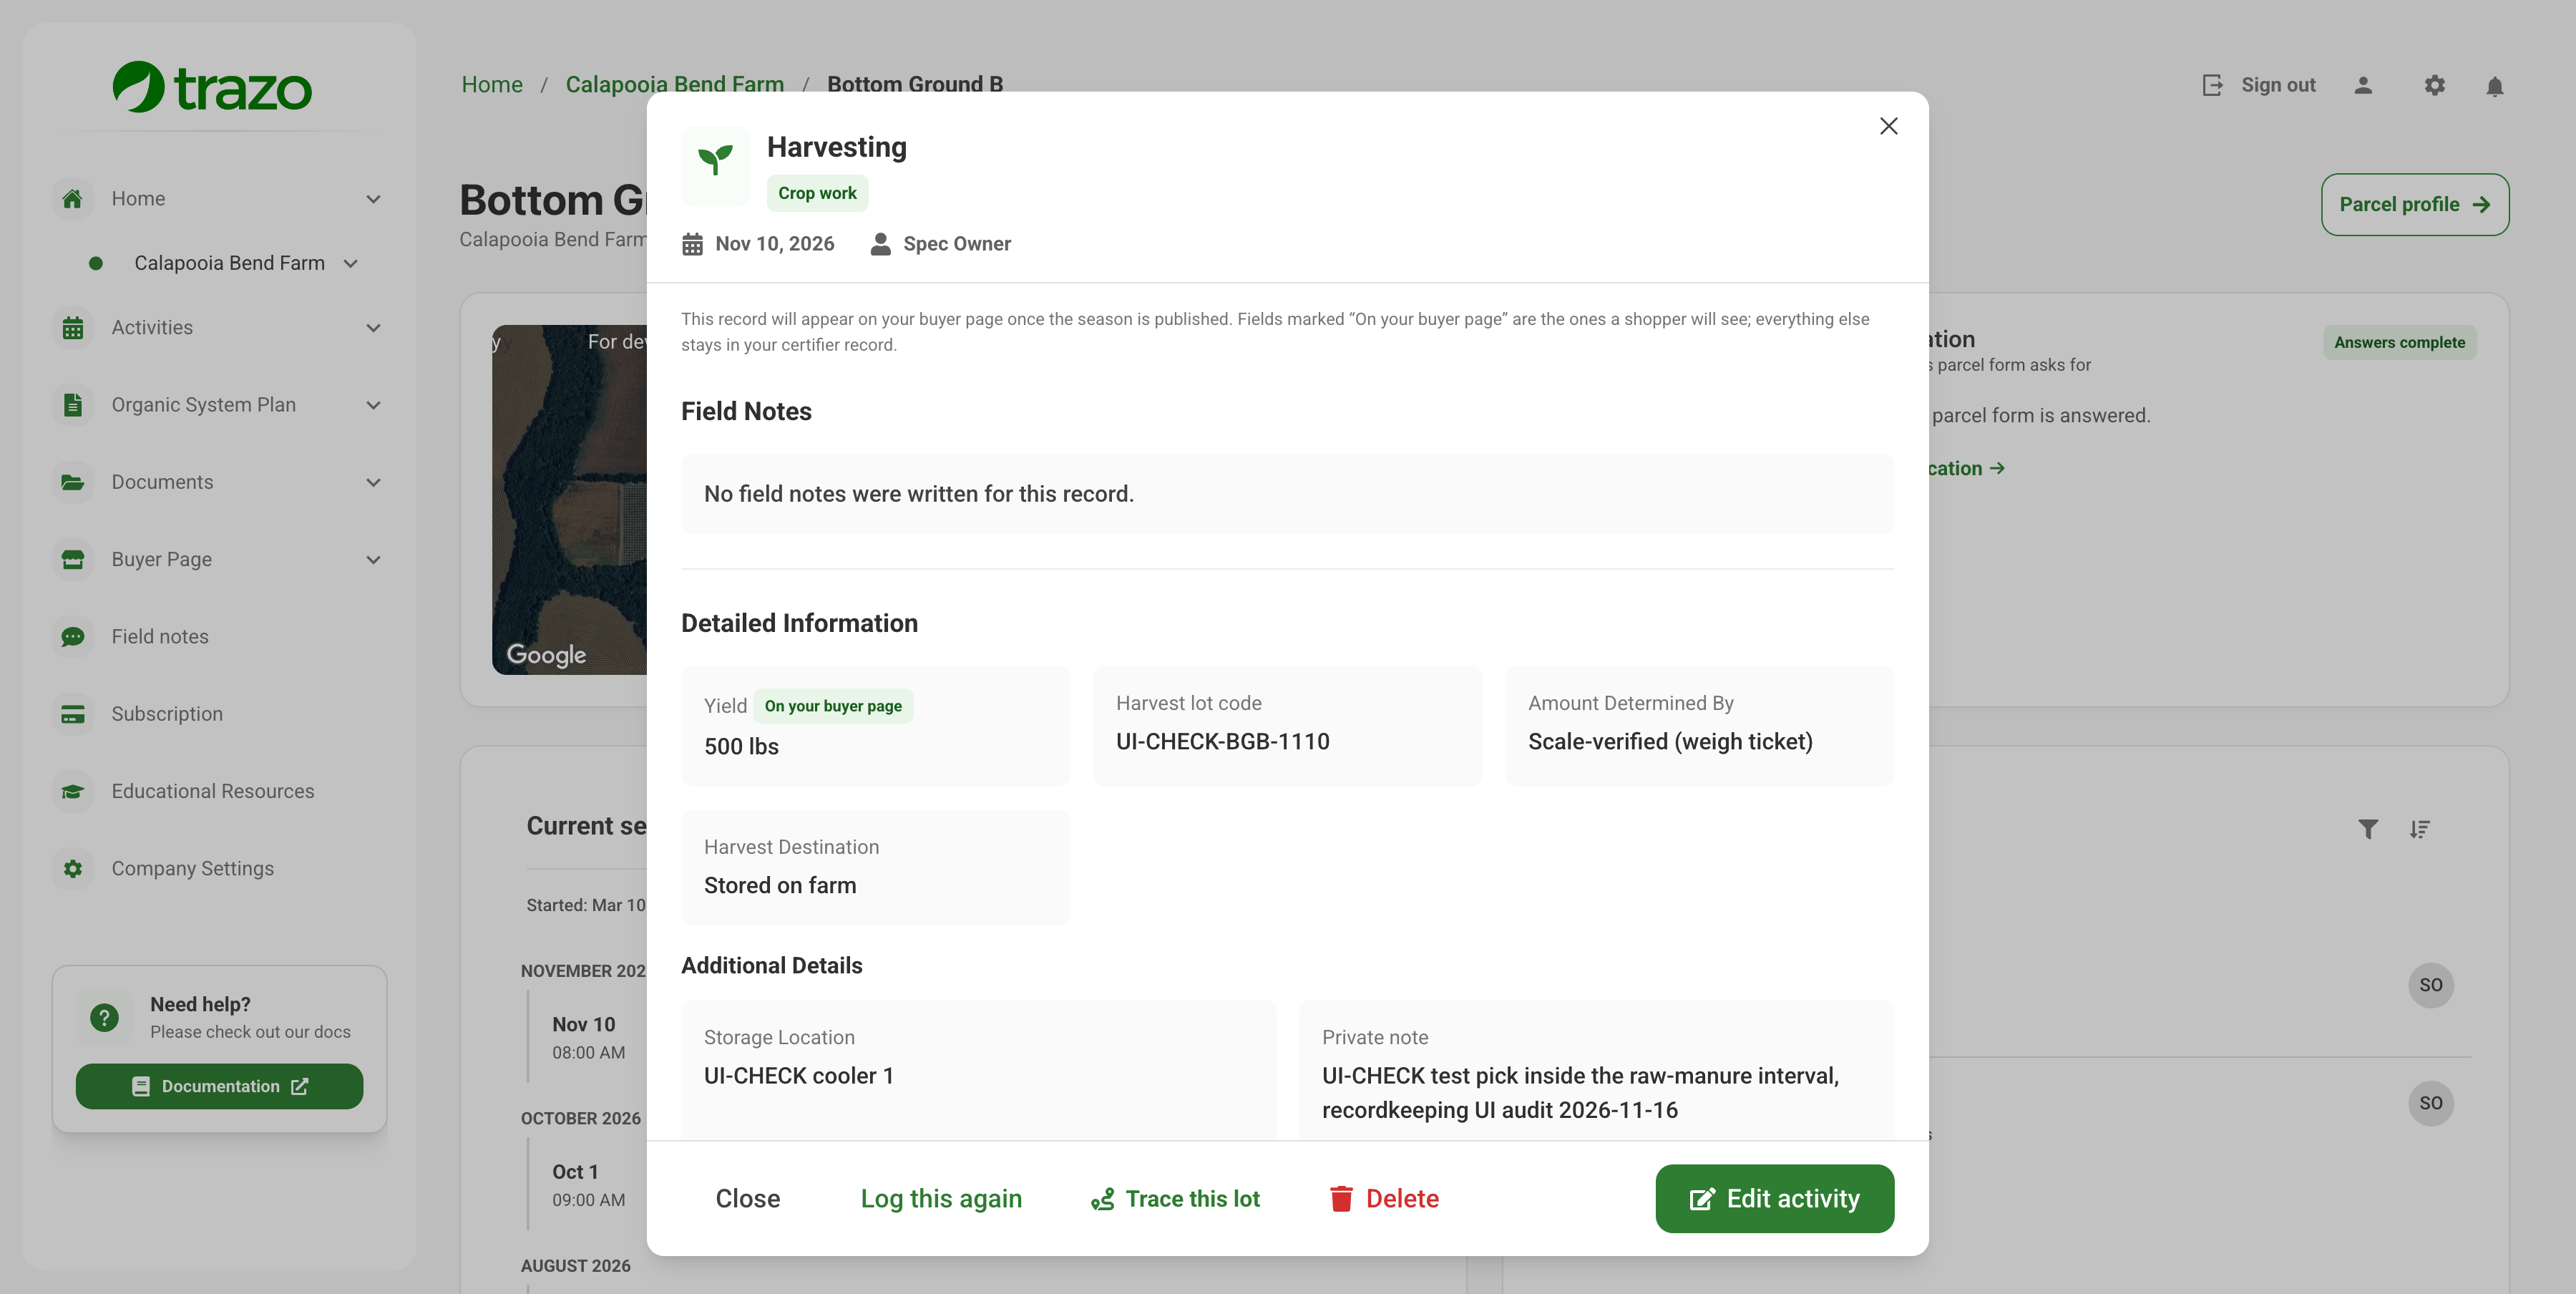 trazo
Home
Calapooia Bend Farm
Activities
Organic System Plan
Documents
Buyer Page
Field notes
Subscription
Educational Resources
Company Settings
Need help?
Please check out our docs
Documentation
Home / Calapooia Bend Farm / Bottom Ground B
Sign out
Bottom G
Calapooia Bend Farm
Parcel profile
y
For dev
Google
ation
Answers complete
s parcel form asks for
parcel form is answered.
cation
Current se
Started: Mar 10
NOVEMBER 202
Nov 10
08:00 AM
OCTOBER 2026
Oct 1
09:00 AM
AUGUST 2026
SO
SO
s
Harvesting
Crop work
Nov 10, 2026 Spec Owner
This record will appear on your buyer page once the season is published. Fields marked “On your buyer page” are the ones a shopper will see; everything else
stays in your certifier record.
Field Notes
No field notes were written for this record.
Detailed Information
Yield On your buyer page
500 lbs
Harvest lot code
UI-CHECK-BGB-1110
Amount Determined By
Scale-verified (weigh ticket)
Harvest Destination
Stored on farm
Additional Details
Storage Location
UI-CHECK cooler 1
Private note
UI-CHECK test pick inside the raw-manure interval,
recordkeeping UI audit 2026-11-16
Close
Log this again
Trace this lot
Delete
Edit activity